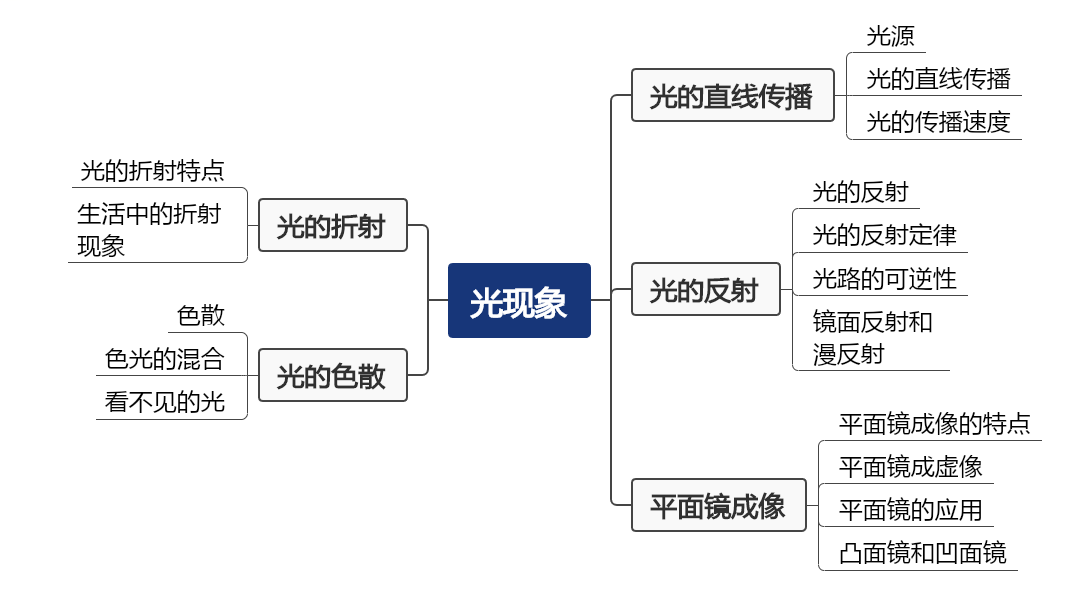 光现象
光的直线传播
光源
光的直线传播
光的传播速度
光的反射
光的反射
光的反射定律
光路的可逆性
镜面反射和
漫反射
平面镜成像
平面镜成像的特点
平面镜成虚像
平面镜的应用
凸面镜和凹面镜
光的折射
光的折射特点
生活中的折射
现象
光的色散
色散
色光的混合
看不见的光